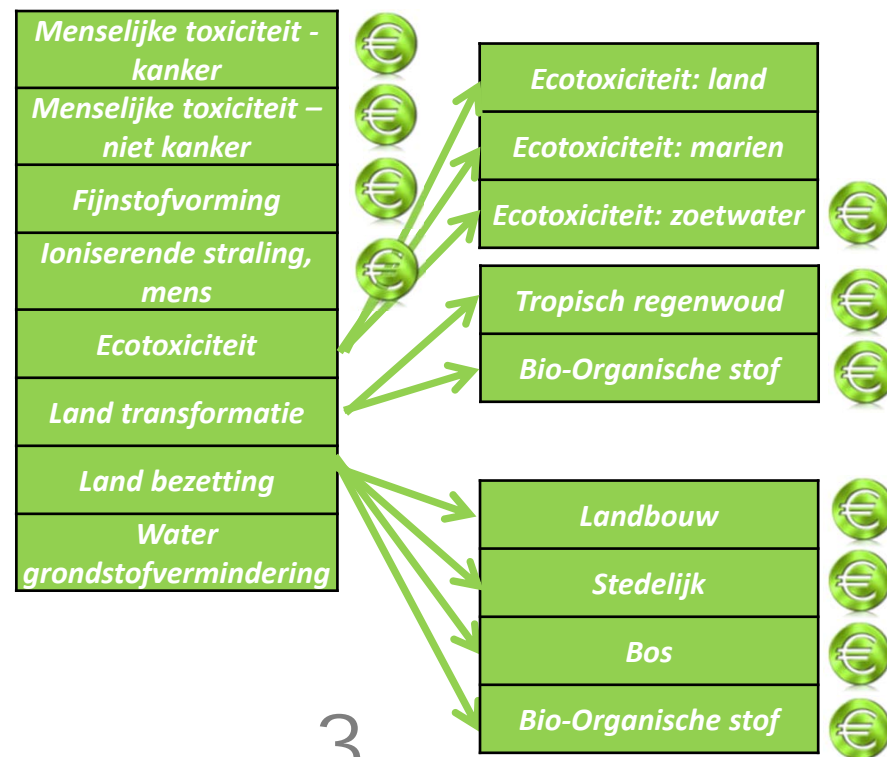 Menselijke toxiciteit -
kanker
Menselijke toxiciteit –
niet kanker
Fijnstofvorming
Ioniserende straling,
mens
Ecotoxiciteit
Land transformatie
Land bezetting
Water
grondstofvermindering
Ecotoxiciteit: land
Ecotoxiciteit: marien
Ecotoxiciteit: zoetwater
Tropisch regenwoud
Bio-Organische stof
Landbouw
Stedelijk
Bos
Bio-Organische stof
3